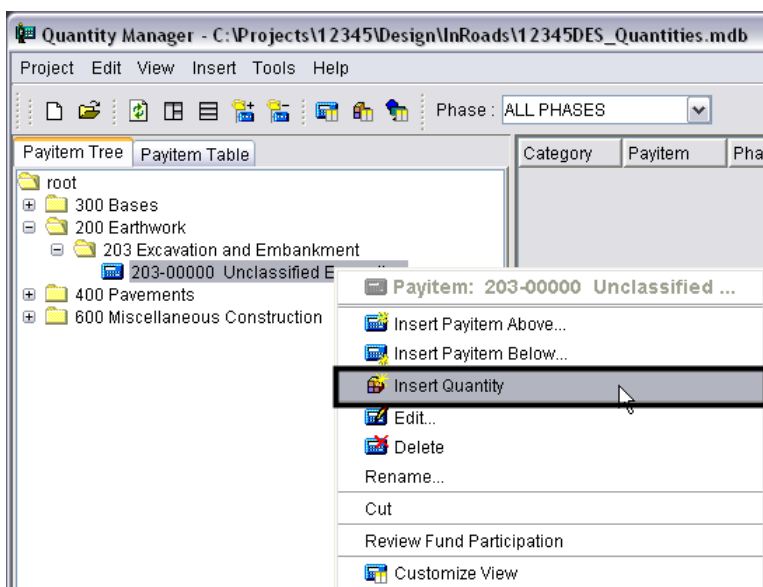 Quantity Manager - C:\Projects\12345\Design\InRoads\12345DES_Quantities.mdb
Project Edit View Insert Tools Help
Phase: ALL PHASES
Payitem Tree Payitem Table
Category Payitem Pha
root
300 Bases
200 Earthwork
203 Excavation and Embankment
203-00000 Unclassified E
400 Pavements
600 Miscellaneous Construction
Payitem: 203-00000 Unclassified ...
Insert Payitem Above...
Insert Payitem Below...
Insert Quantity
Edit...
Delete
Rename...
Cut
Review Fund Participation
Customize View